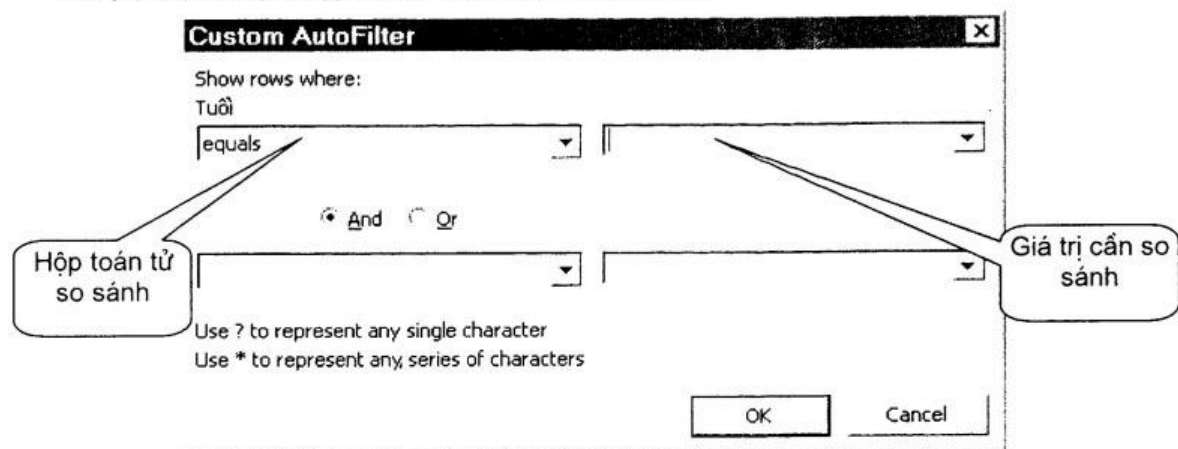 Custom AutoFilter
Show rows where:
Tuổi
equals
And Or
Hộp toán tử
so sánh
Giá trị cần so
sánh
Use ? to represent any single character
Use * to represent any series of characters
OK Cancel